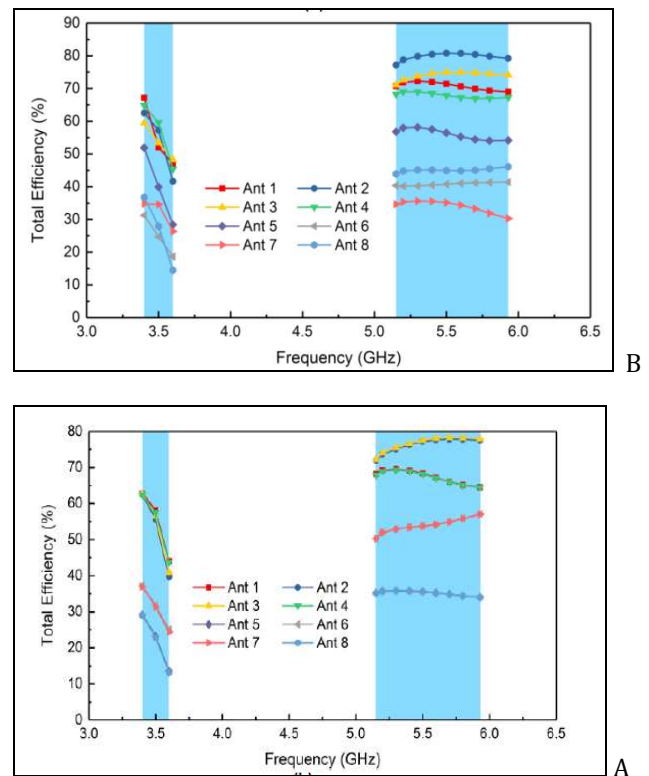 90
80
70
60
50
40
30
20
10
0
Total Efficiency (%)
Ant 1 Ant 2
Ant 3 Ant 4
Ant 5 Ant 6
Ant 7 Ant 8
3.0 3.5 4.0 4.5 5.0 5.5 6.0 6.5
Frequency (GHz)
B
80
70
60
50
40
30
20
10
0
Total Efficiency (%)
Ant 1 Ant 2
Ant 3 Ant 4
Ant 5 Ant 6
Ant 7 Ant 8
3.0 3.5 4.0 4.5 5.0 5.5 6.0 6.5
Frequency (GHz)
A